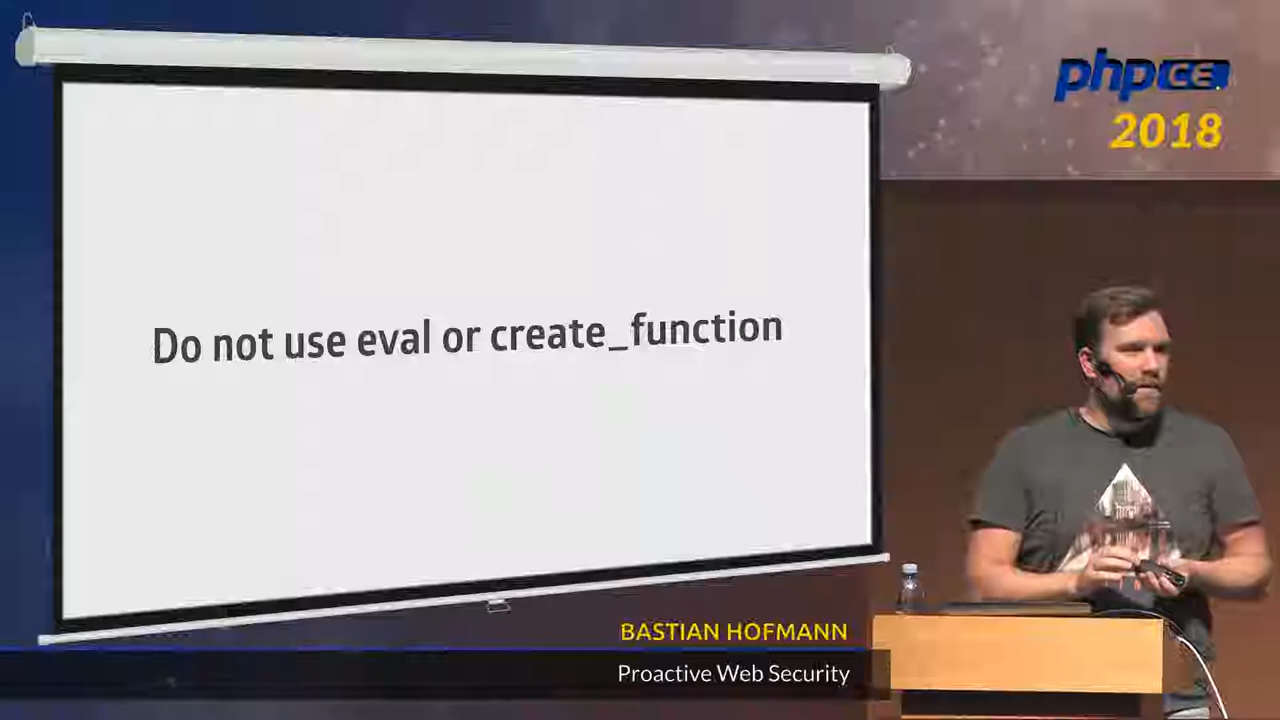 phpCE
2018
Do not use eval or create_function
BASTIAN HOFMANN
Proactive Web Security